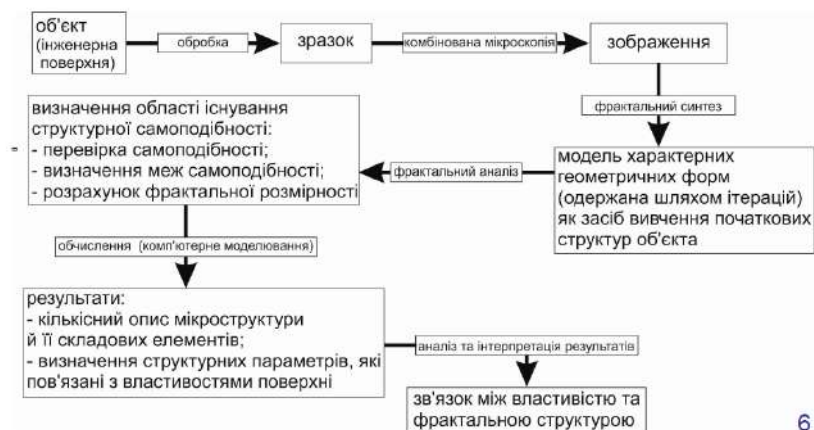 об'єкт
(інженерна
поверхня)
обробка
зразок
комбінована мікроскопія
зображення
фрактальний синтез
модель характерних
геометричних форм
(одержана шляхом ітерацій)
як засіб вивчення початкових
структур об'єкта
фрактальний аналіз
визначення області існування
структурної самоподібності:
- перевірка самоподібності;
- визначення меж самоподібності;
- розрахунок фрактальної розмірності
обчислення (комп'ютерне моделювання)
результати:
- кількісний опис мікроструктури
й її складових елементів;
- визначення структурних параметрів, які
пов'язані з властивостями поверхні
аналіз та інтерпретація результатів
зв'язок між властивістю та
фрактальною структурою
6